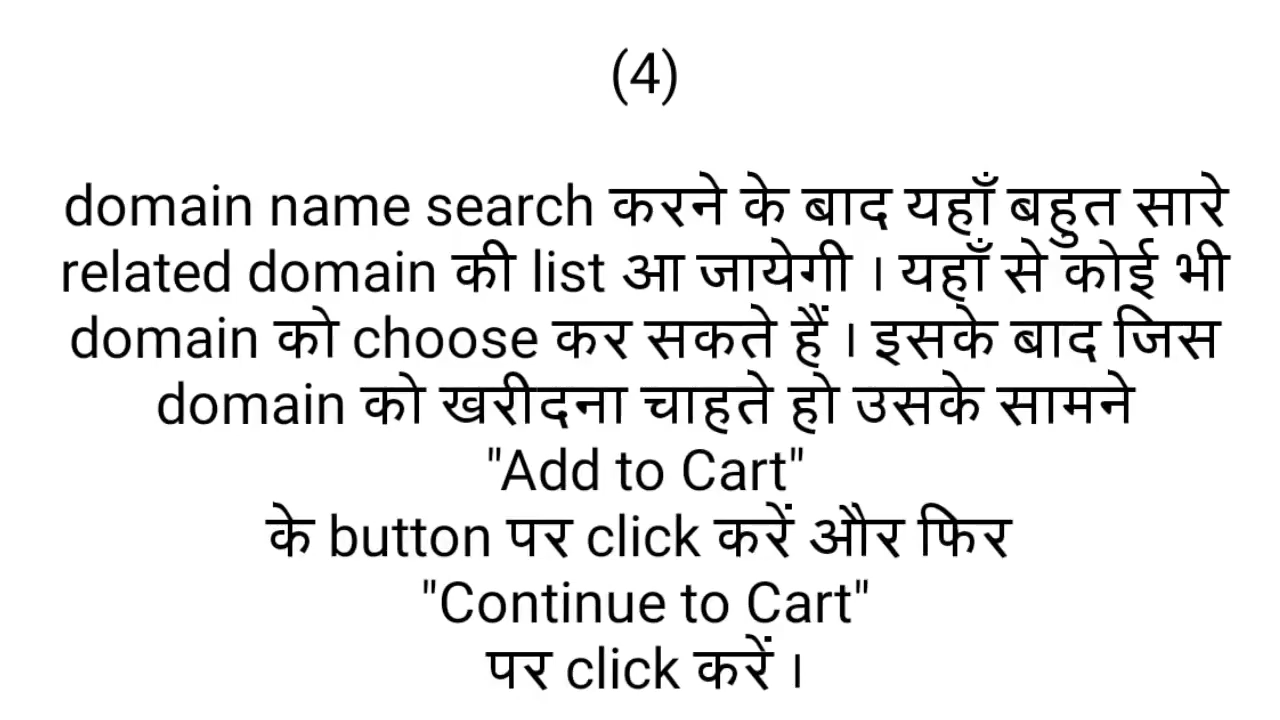 (4)
domain name search करने के बाद यहाँ बहुत सारे
related domain की list आ जायेगी । यहाँ से कोई भी
domain को choose कर सकते हैं । इसके बाद जिस
domain को खरीदना चाहते हो उसके सामने
"Add to Cart"
के button पर click करें और फिर
"Continue to Cart"
पर click करें ।